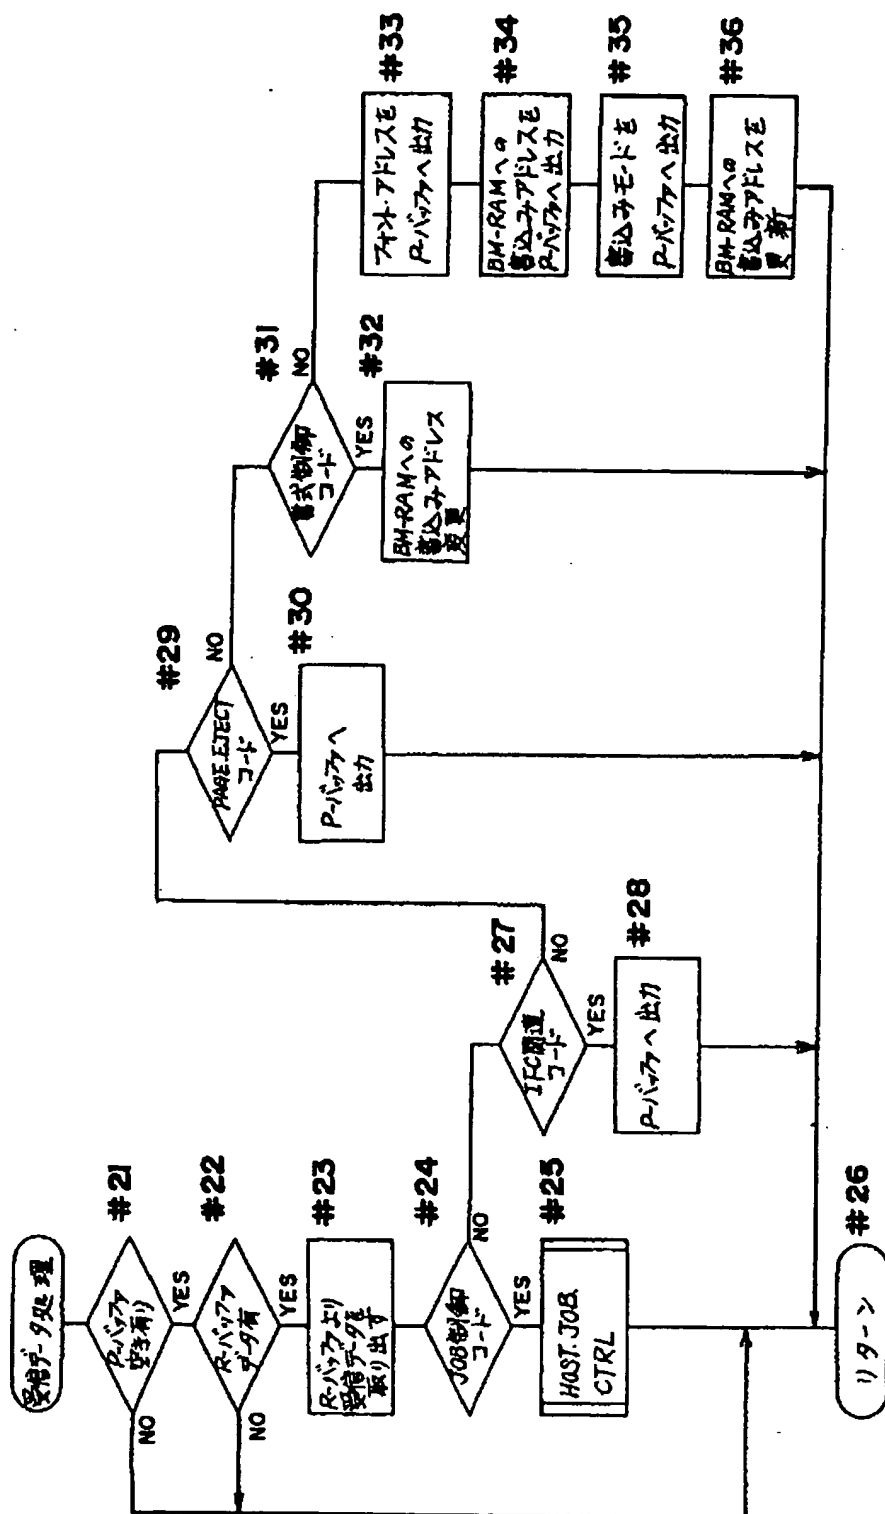 受信データ処理
#21
P-バッファ
空き有り
YES
NO
#22
R-バッファ
データ有
YES
NO
#23
R-バッファより
受信データを
取り出す
#24
JOB制御
コード
NO
YES
#25
HOST.JOB.
CTRL
#26
リターン
#27
IFC関連
コード
NO
YES
#28
P-バッファへ出力
#29
PAGE.EJECT
コード
NO
YES
#30
P-バッファへ
出力
#31
書式制御
コード
NO
YES
#32
BM-RAMへの
書込みアドレス
変更
#33
フォント・アドレスを
P-バッファへ出力
#34
BM-RAMへの
書込みアドレスを
P-バッファへ出力
#35
書込みモードを
P-バッファへ出力
#36
BM-RAMへの
書込みアドレスを
更新